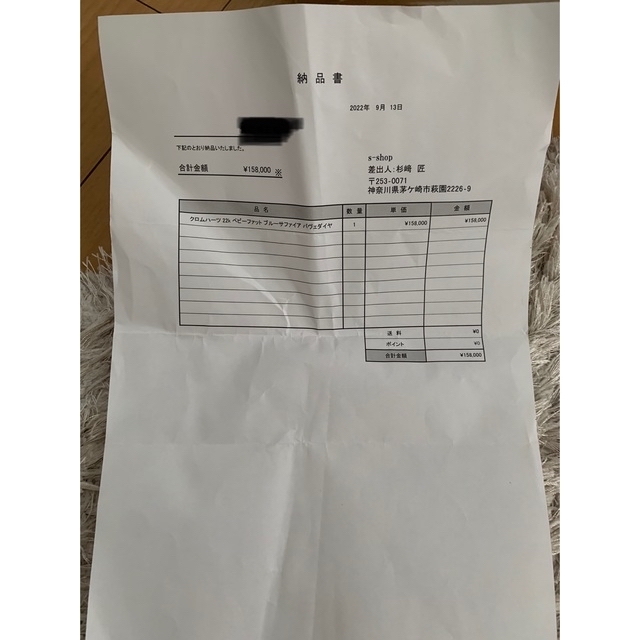 納品書
2022年 9月 13日
下記のとおり納品いたしました。
合計金額 ¥158,000 ※
s-shop
差出人:杉崎 匠
〒253-0071
神奈川県茅ケ崎市萩園2226-9
品名 数量 単価 金額
クロムハーツ 22k ベビーファット ブルーサファイア パヴェダイヤ 1 ¥158,000 ¥158,000
送料 ¥0
ポイント ¥0
合計金額 ¥158,000